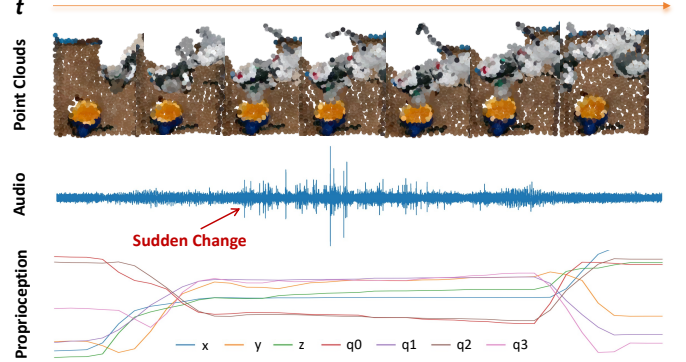 t
Point Clouds
Audio
Sudden Change
Proprioception
x y z q0 q1 q2 q3